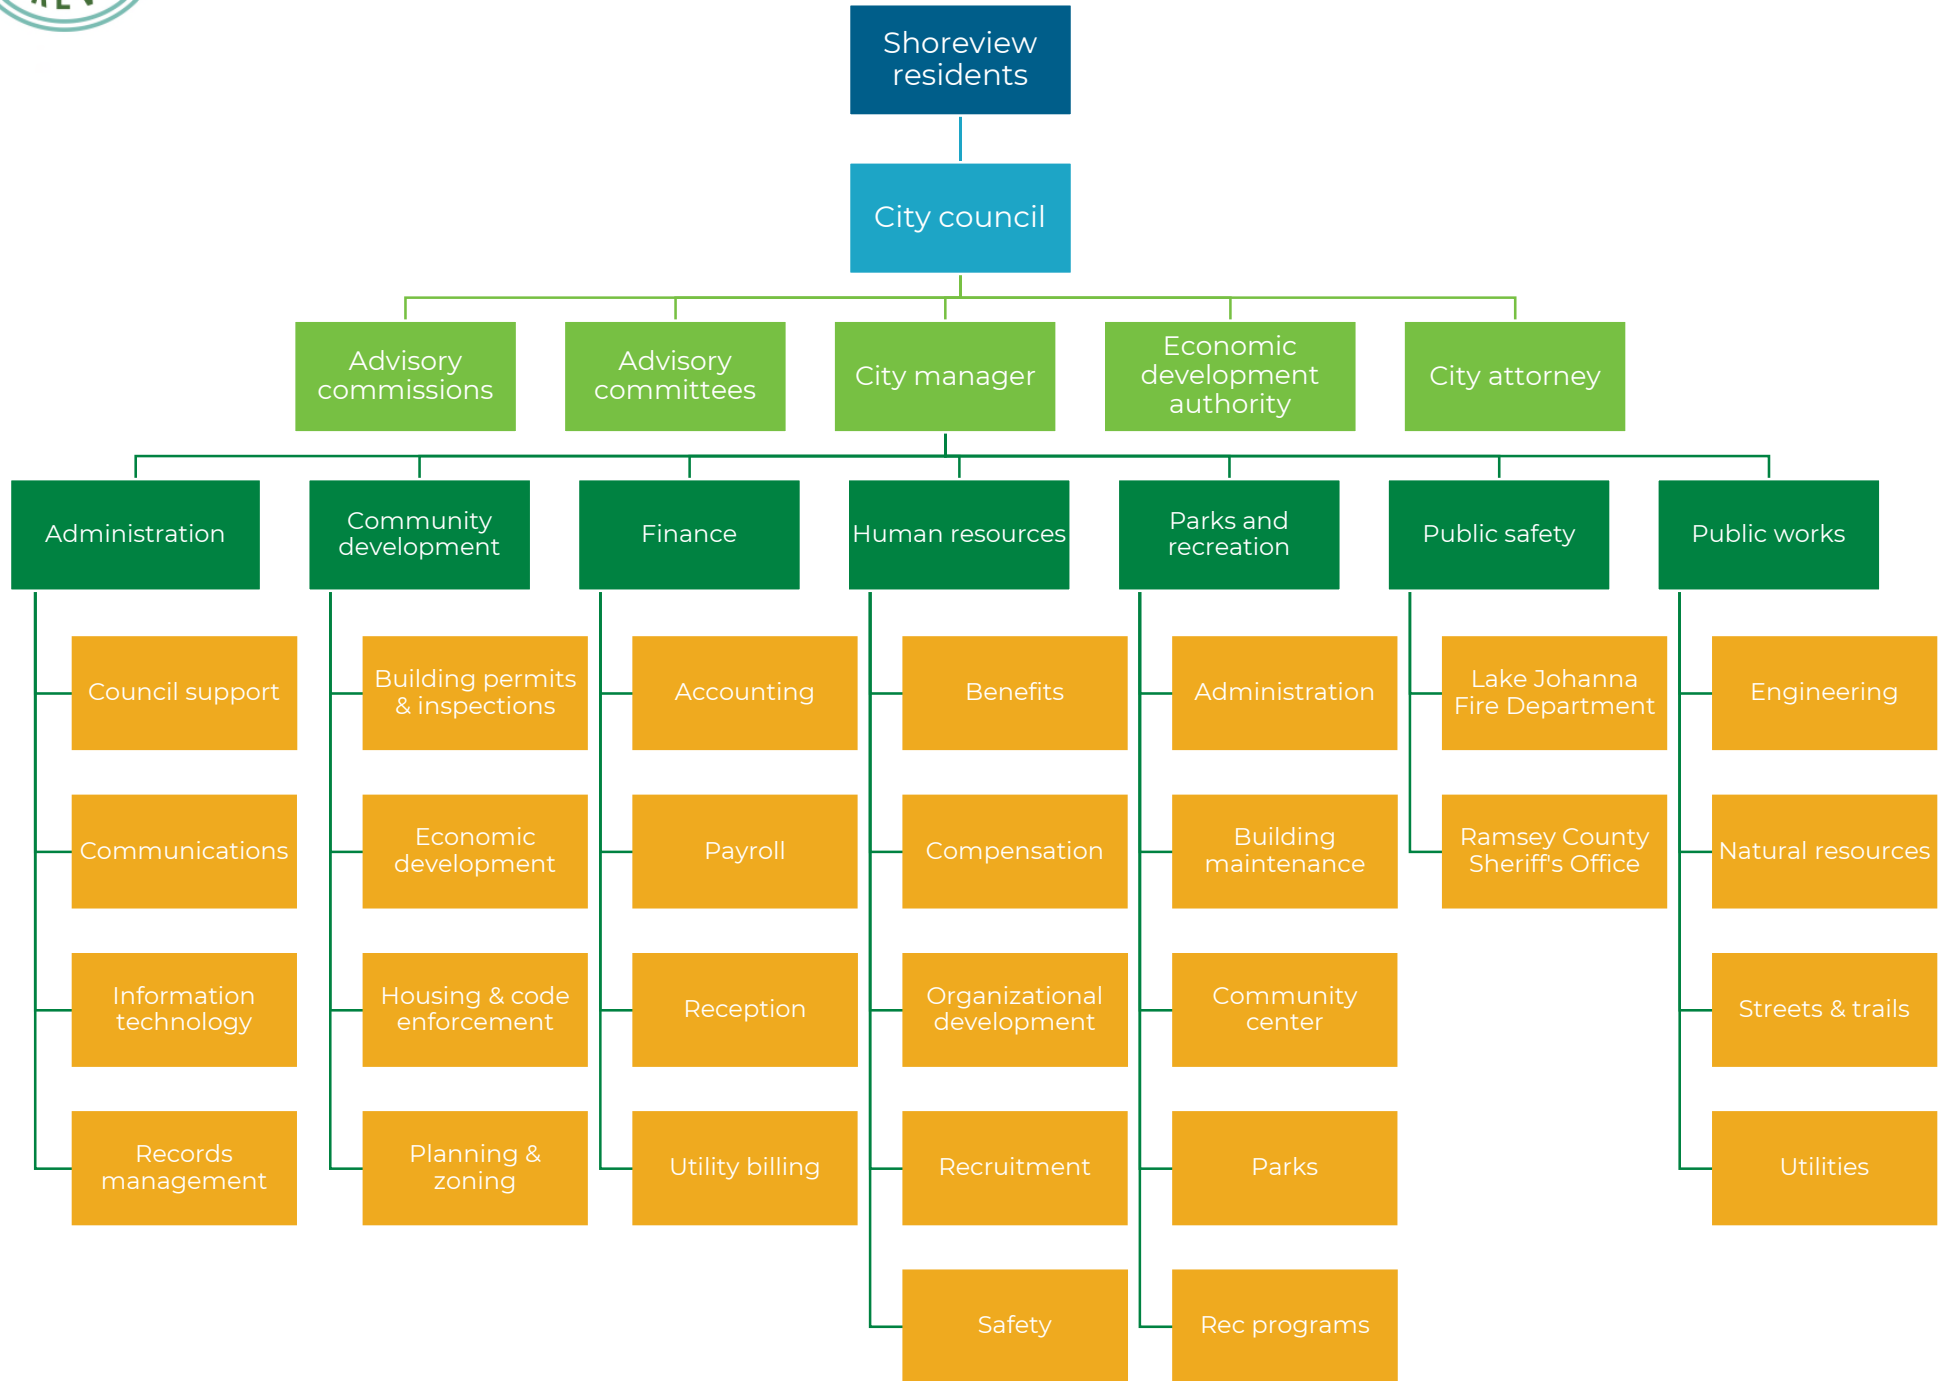 Shoreview
residents
City council
Advisory
commissions
Advisory
committees
City manager
Economic
development
authority
City attorney
Administration
Community
development
Finance
Human resources
Parks and
recreation
Public safety
Public works
Council support
Communications
Information
technology
Records
management
Building permits
& inspections
Economic
development
Housing & code
enforcement
Planning &
zoning
Accounting
Payroll
Reception
Utility billing
Benefits
Compensation
Organizational
development
Recruitment
Safety
Administration
Building
maintenance
Community
center
Parks
Rec programs
Lake Johanna
Fire Department
Ramsey County
Sheriff's Office
Engineering
Natural resources
Streets & trails
Utilities